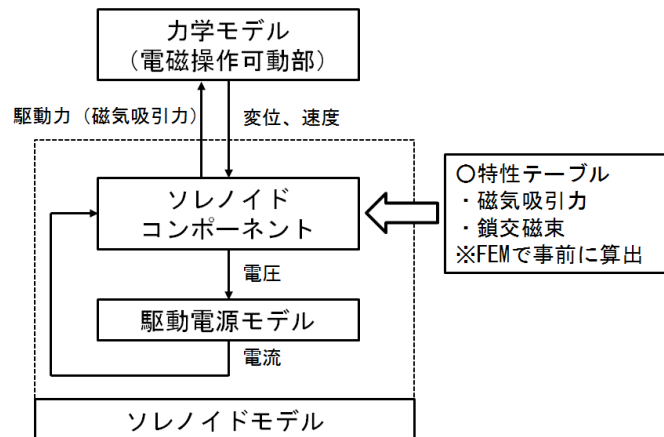 力学モデル
（電磁操作可動部）
駆動力（磁気吸引力）
変位、速度
ソレノイド
コンポーネント
○特性テーブル
・磁気吸引力
・鎖交磁束
※FEMで事前に算出
電圧
駆動電源モデル
電流
ソレノイドモデル